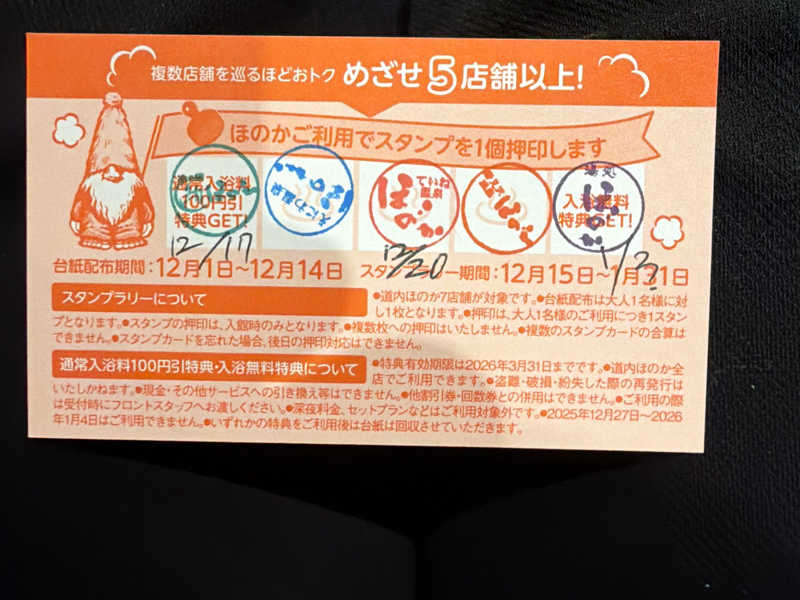 複数店舗を巡るほどおトク めざせ5店舗以上!
ほのかご利用でスタンプを1個押印します
通常入浴料
100円引
特典GET!
ていね
温泉
ほのか
湯処
ほのか
入浴無料
特典GET!
12/17
12/20
1/3
台紙配布期間:12月1日~12月14日 スタンプラリー期間:12月15日~1月31日
スタンプラリーについて
●道内ほのか7店舗が対象です。●台紙配布は大人1名様に対
し1枚となります。●押印は、大人1名様のご利用につき1スタン
プとなります。●スタンプの押印は、入館時のみとなります。●複数枚への押印はいたしません。●複数のスタンプカードの合算は
できません。●スタンプカードを忘れた場合、後日の押印対応はできません。
通常入浴料100円引特典・入浴無料特典について
●特典有効期限は2026年3月31日までです。●道内ほのか全
店でご利用できます。●盗難・破損・紛失した際の再発行は
いたしかねます。●現金・その他サービスへの引き換え等はできません。●他割引券・回数券との併用はできません。●ご利用の際
は受付時にフロントスタッフへお渡しください。●深夜料金、セットプランなどはご利用対象外です。●2025年12月27日~2026
年1月4日はご利用できません。●いずれかの特典をご利用後は台紙は回収させていただきます。